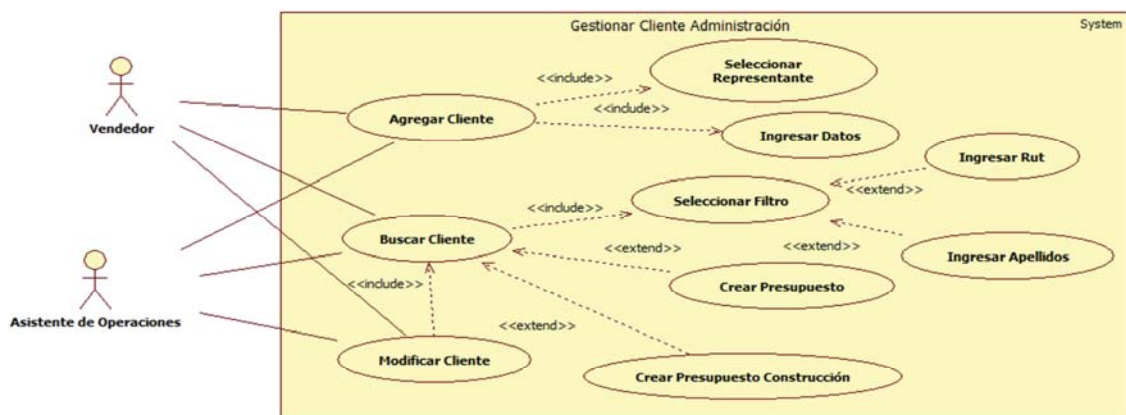 Gestionar Cliente Administración
System
Seleccionar
Representante
<<include>>
<<include>>
Vendedor
Agregar Cliente
Ingresar Datos
Ingresar Rut
<<extend>>
Seleccionar Filtro
<<include>>
Buscar Cliente
<<extend>>
<<extend>>
Ingresar Apellidos
<<include>>
Crear Presupuesto
Asistente de Operaciones
<<extend>>
Modificar Cliente
Crear Presupuesto Construcción